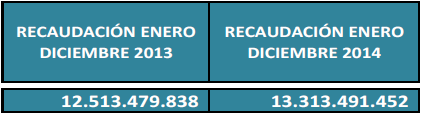 RECAUDACIÓN ENERO
DICIEMBRE 2013
RECAUDACIÓN ENERO
DICIEMBRE 2014
12.513.479.838
13.313.491.452